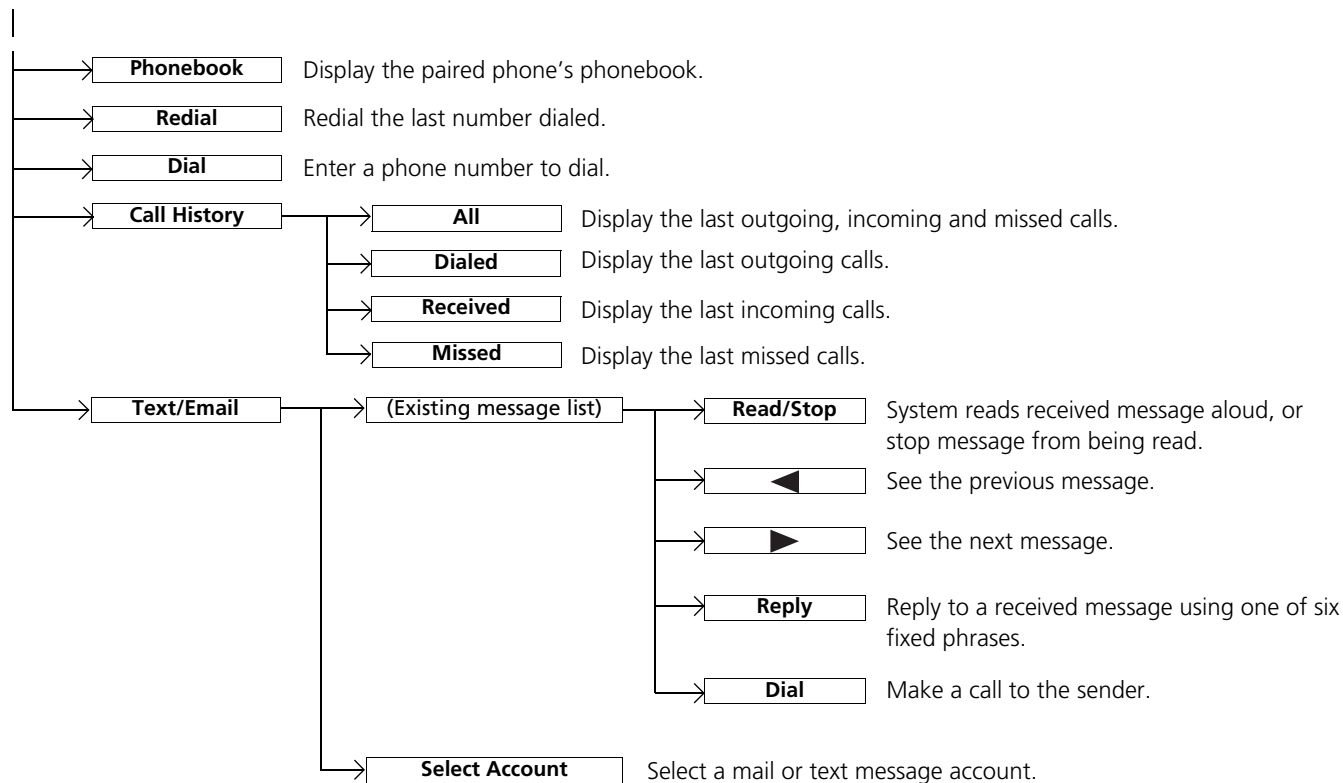 Phonebook Display the paired phone’s phonebook.
Redial Redial the last number dialed.
Dial Enter a phone number to dial.
Call History All Display the last outgoing, incoming and missed calls.
Dialed Display the last outgoing calls.
Received Display the last incoming calls.
Missed Display the last missed calls.
Text/Email (Existing message list) Read/Stop System reads received message aloud, or
stop message from being read.
See the previous message.
See the next message.
Reply Reply to a received message using one of six
fixed phrases.
Dial Make a call to the sender.
Select Account Select a mail or text message account.